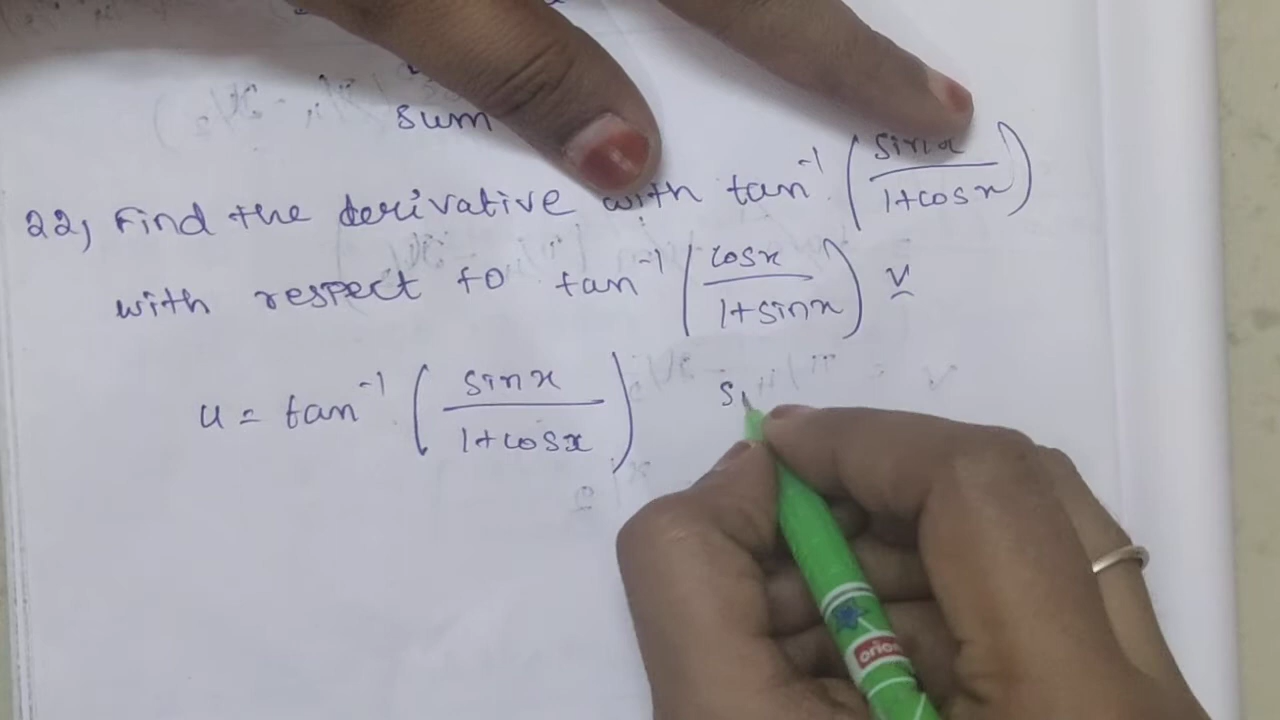 sum
22, Find the derivative with tan⁻¹ (sinx/1+cosx)
with respect to tan⁻¹ (cosx/1+sinx) v
u = tan⁻¹ (sinx/1+cosx) s